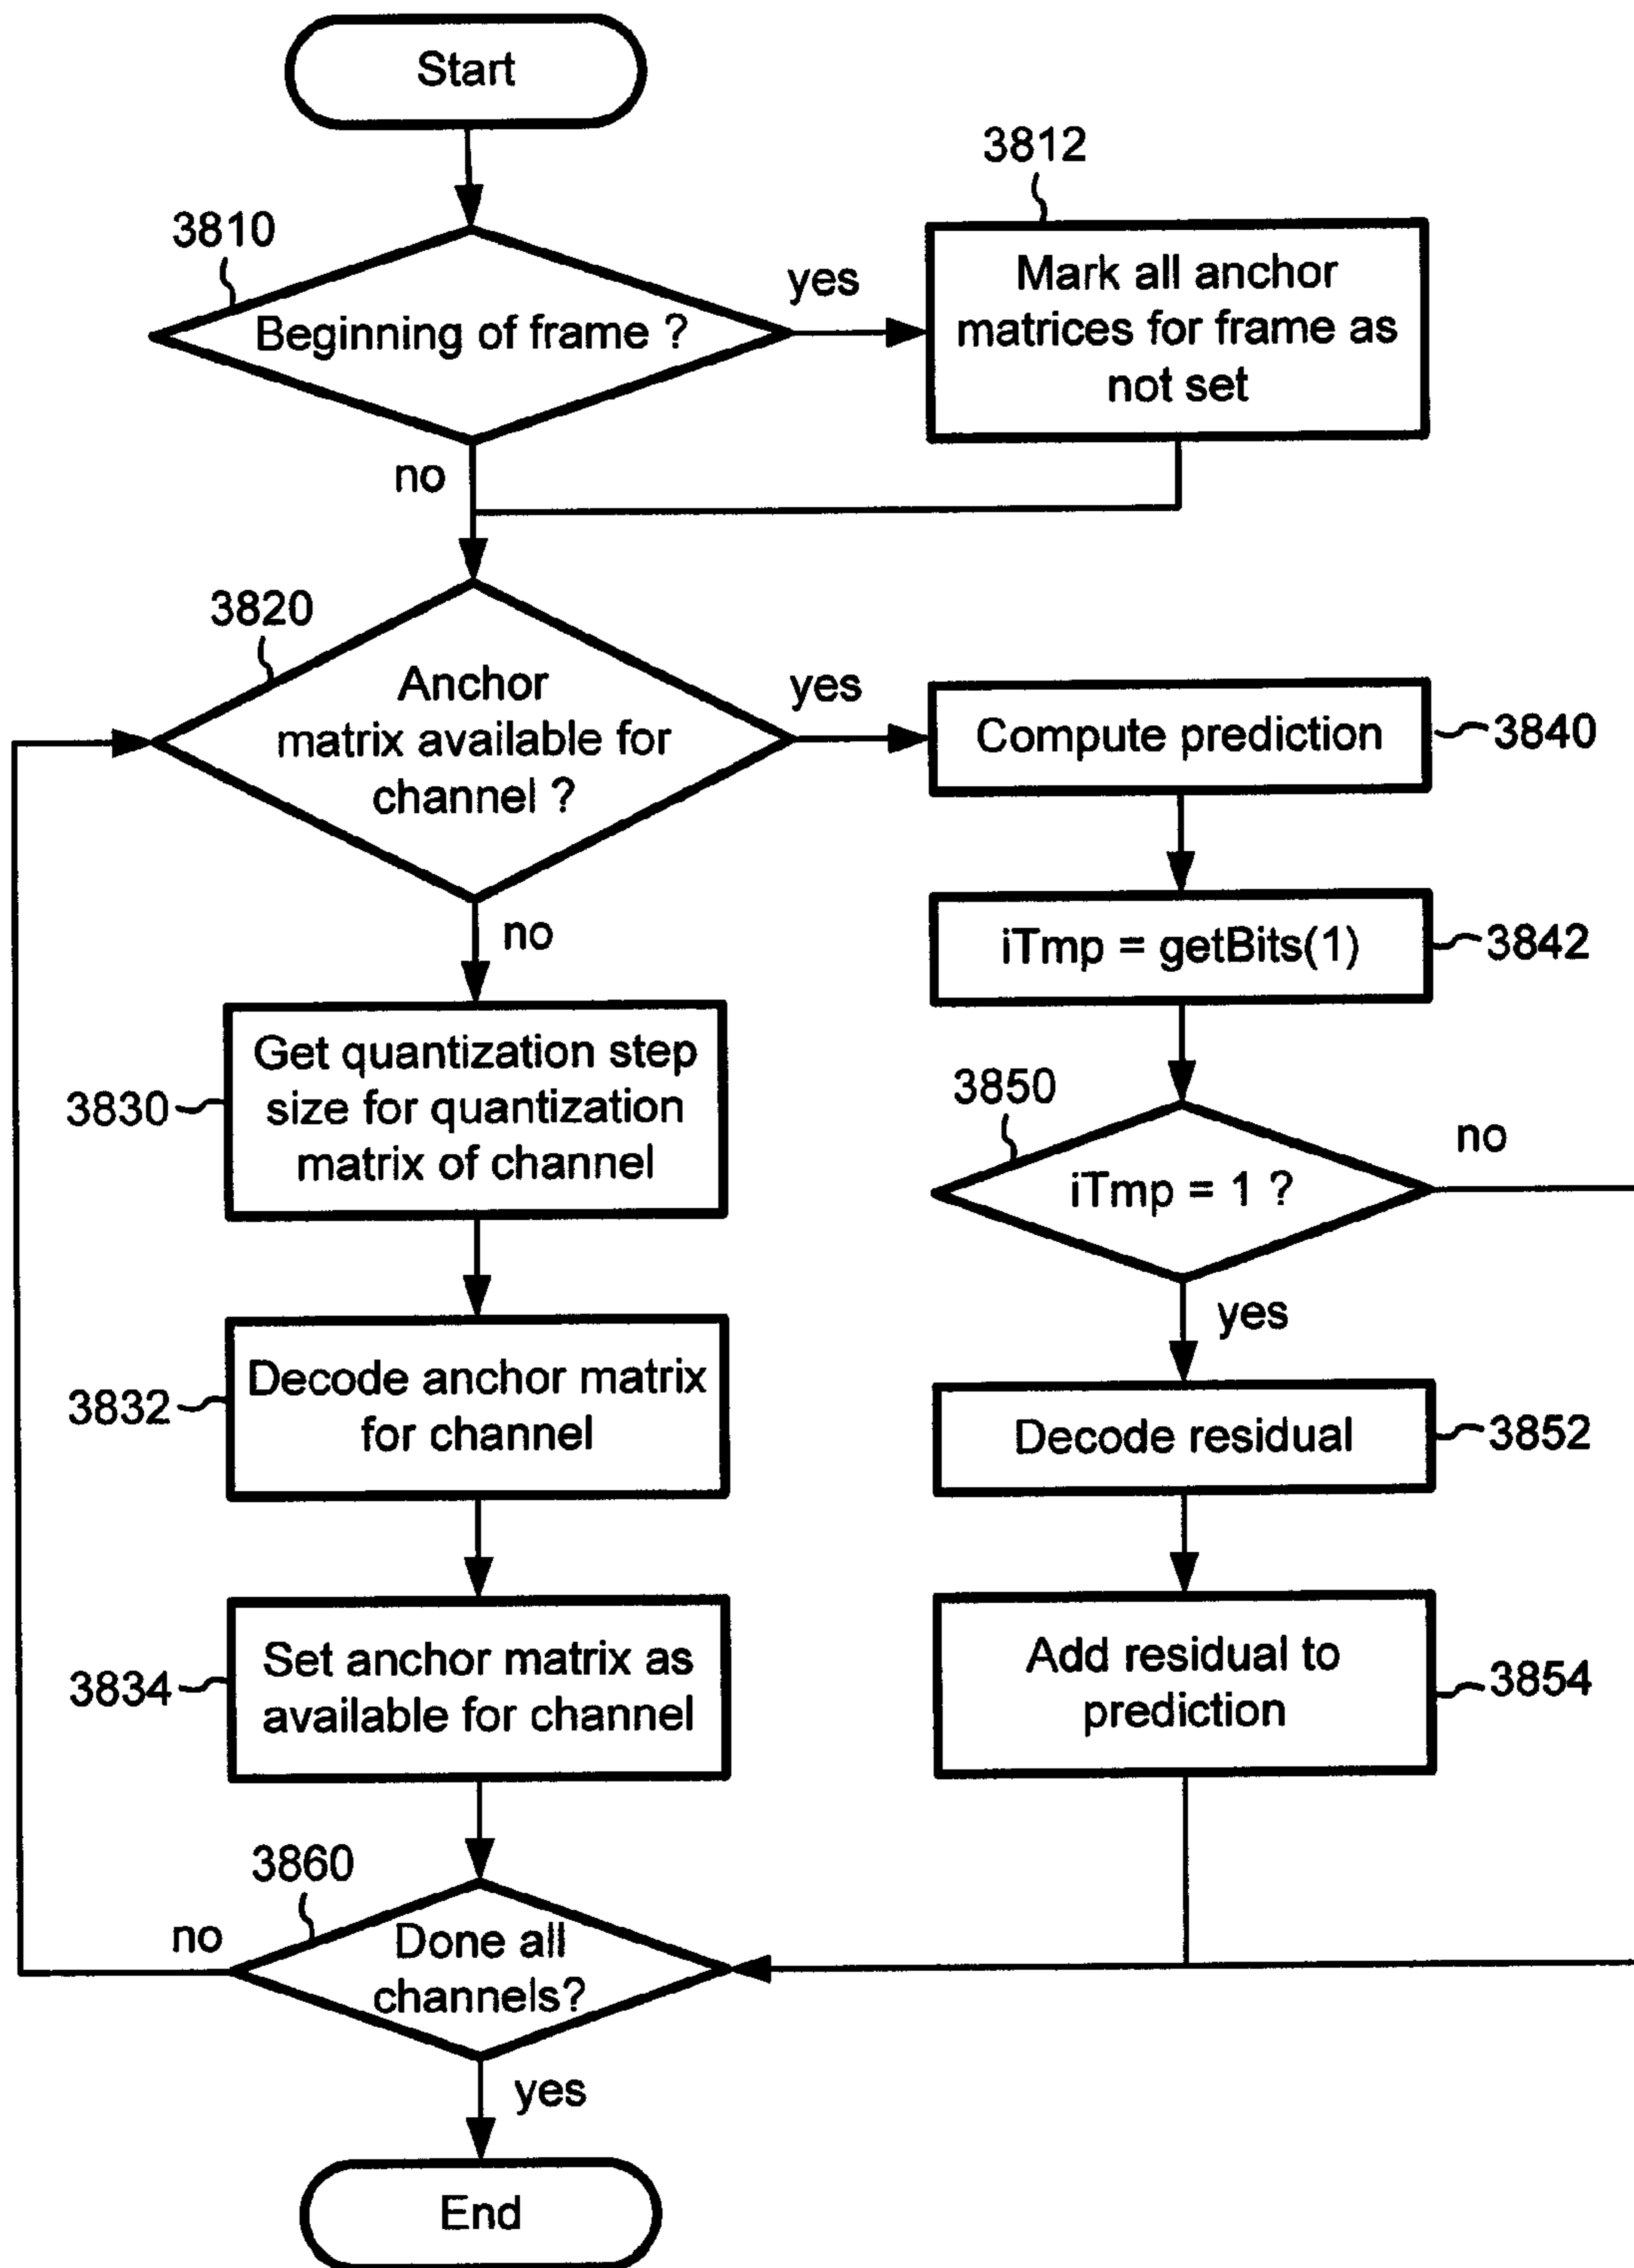 Start
3810
3812
Beginning of frame ?
yes
Mark all anchor
matrices for frame as
not set
no
3820
Anchor
matrix available for
channel ?
yes
Compute prediction
3840
no
iTmp = getBits(1)
3842
Get quantization step
size for quantization
matrix of channel
3830
3850
iTmp = 1 ?
no
yes
Decode anchor matrix
for channel
3832
Decode residual
3852
Set anchor matrix as
available for channel
3834
Add residual to
prediction
3854
3860
Done all
channels?
no
yes
End